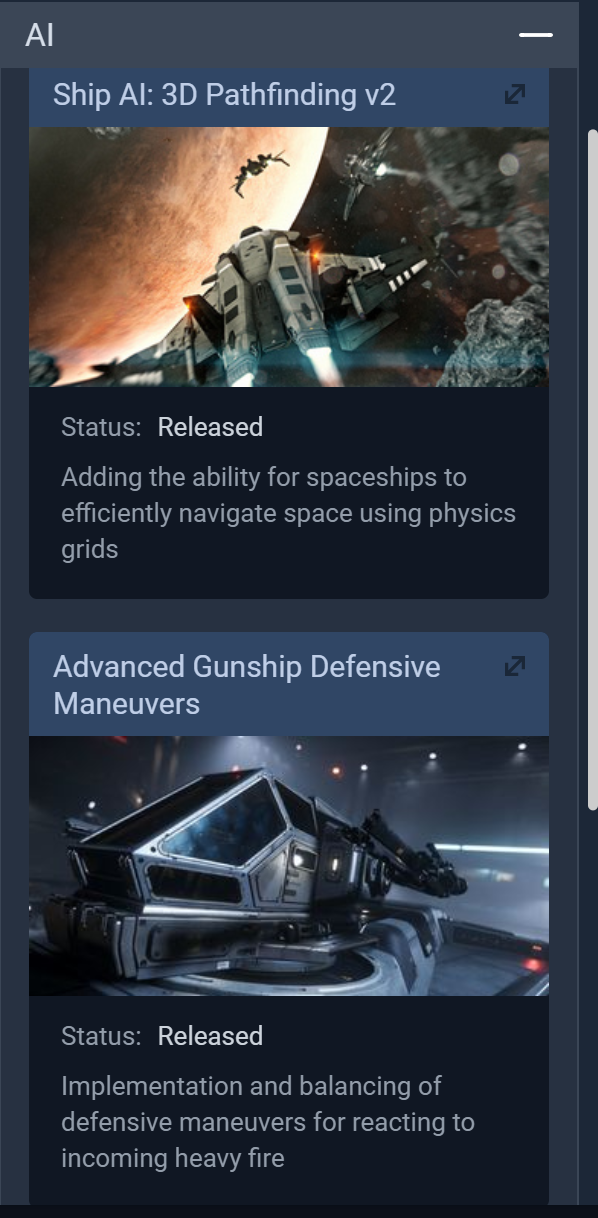 AI
Ship AI: 3D Pathfinding v2
Status: Released
Adding the ability for spaceships to
efficiently navigate space using physics
grids
Advanced Gunship Defensive
Maneuvers
Status: Released
Implementation and balancing of
defensive maneuvers for reacting to
incoming heavy fire